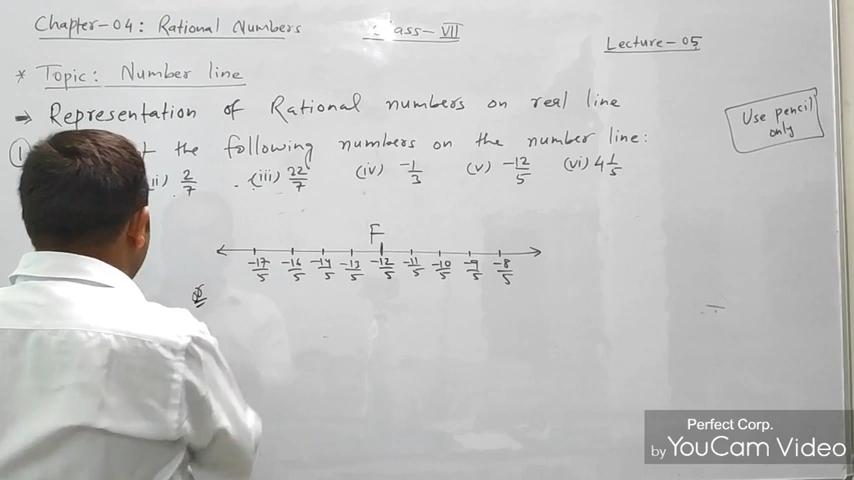 Chapter-04: Rational Numbers
ass-VII
Lecture-05
* Topic: Number line
→ Representation of Rational numbers on real line
Use pencil only
① t the following numbers on the number line:
(ii) 2/7 (iii) 22/7 (iv) -1/3 (v) -12/5 (vi) 4 1/5
F
-17/5 -16/5 -14/5 -13/5 -12/5 -11/5 -10/5 -9/5 -8/5
Perfect Corp.
by YouCam Video